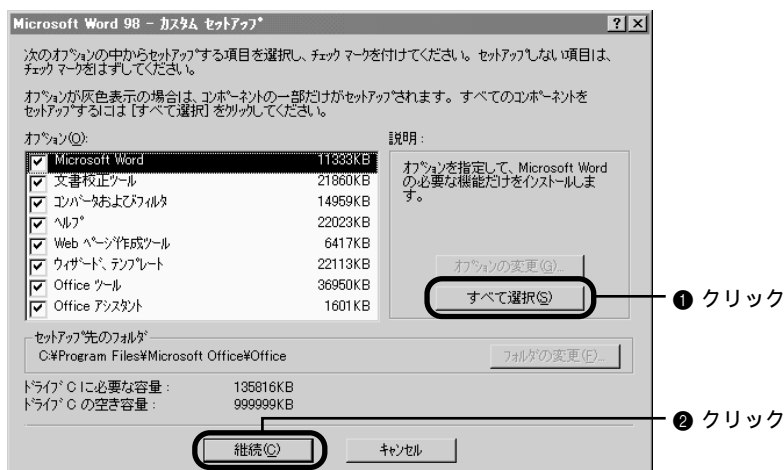 Microsoft Word 98 - カスタム セットアップ
次のオプションの中からセットアップする項目を選択し、チェック マークを付けてください。セットアップしない項目は、
チェック マークをはずしてください。
オプションが灰色表示の場合は、コンポーネントの一部だけがセットアップされます。すべてのコンポーネントを
セットアップするには [すべて選択] をクリックしてください。
オプション(O):
説明:
Microsoft Word 11333KB
文書校正ツール 21860KB
コンバータおよびフィルタ 14959KB
ヘルプ 22023KB
Web ページ作成ツール 6417KB
ウィザード、テンプレート 22113KB
Office ツール 36950KB
Office アシスタント 1601KB
オプションを指定して、Microsoft Word
の必要な機能だけをインストールしま
す。
オプションの変更(G)...
すべて選択(S)
❶ クリック
セットアップ先のフォルダ
C:¥Program Files¥Microsoft Office¥Office
フォルダの変更(F)...
ドライブ C に必要な容量: 135816KB
ドライブ C の空き容量: 999999KB
❷ クリック
継続(C)
キャンセル